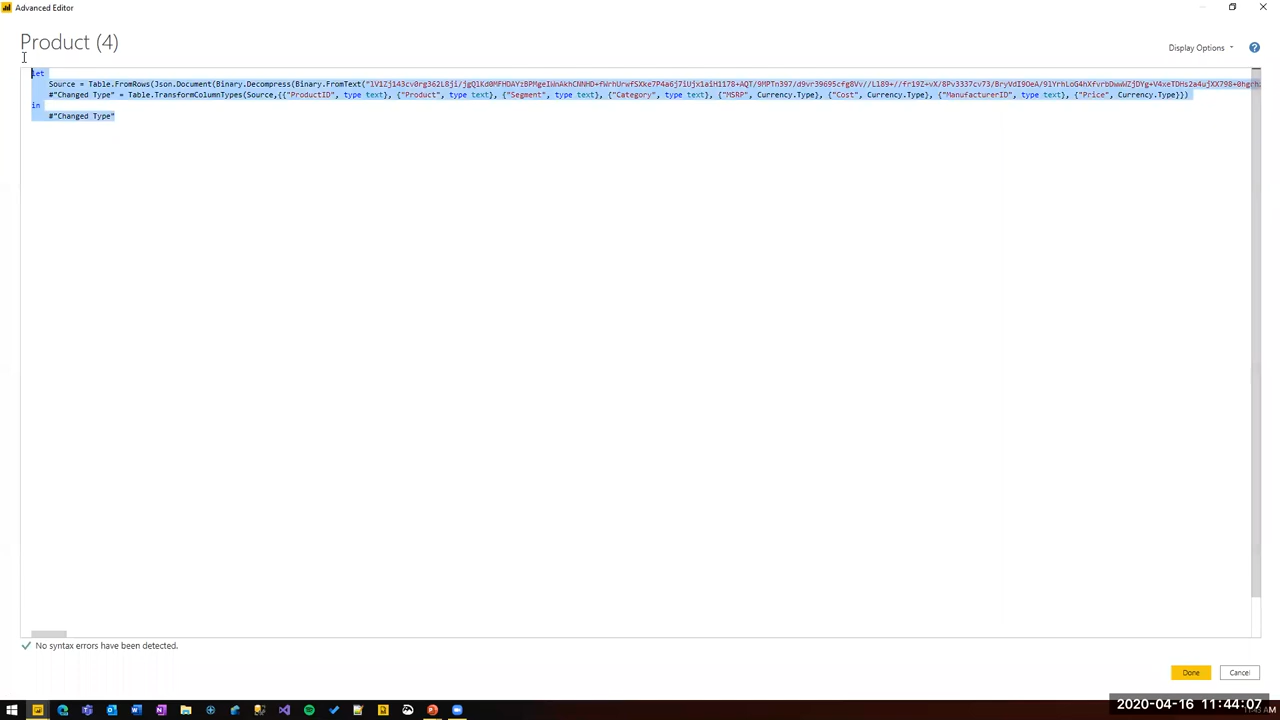 Advanced Editor
Product (4)
Display Options
let
Source = Table.FromRows(Json.Document(Binary.Decompress(Binary.FromText("
#"Changed Type" = Table.TransformColumnTypes(Source,{{"ProductID", type text}, {"Product", type text}, {"Segment", type text}, {"Category", type text}, {"MSRP", Currency.Type}, {"Cost", Currency.Type}, {"ManufacturerID", type text}, {"Price", Currency.Type}})
in
#"Changed Type"
No syntax errors have been detected.
Done
Cancel
2020-04-16 11:44:07